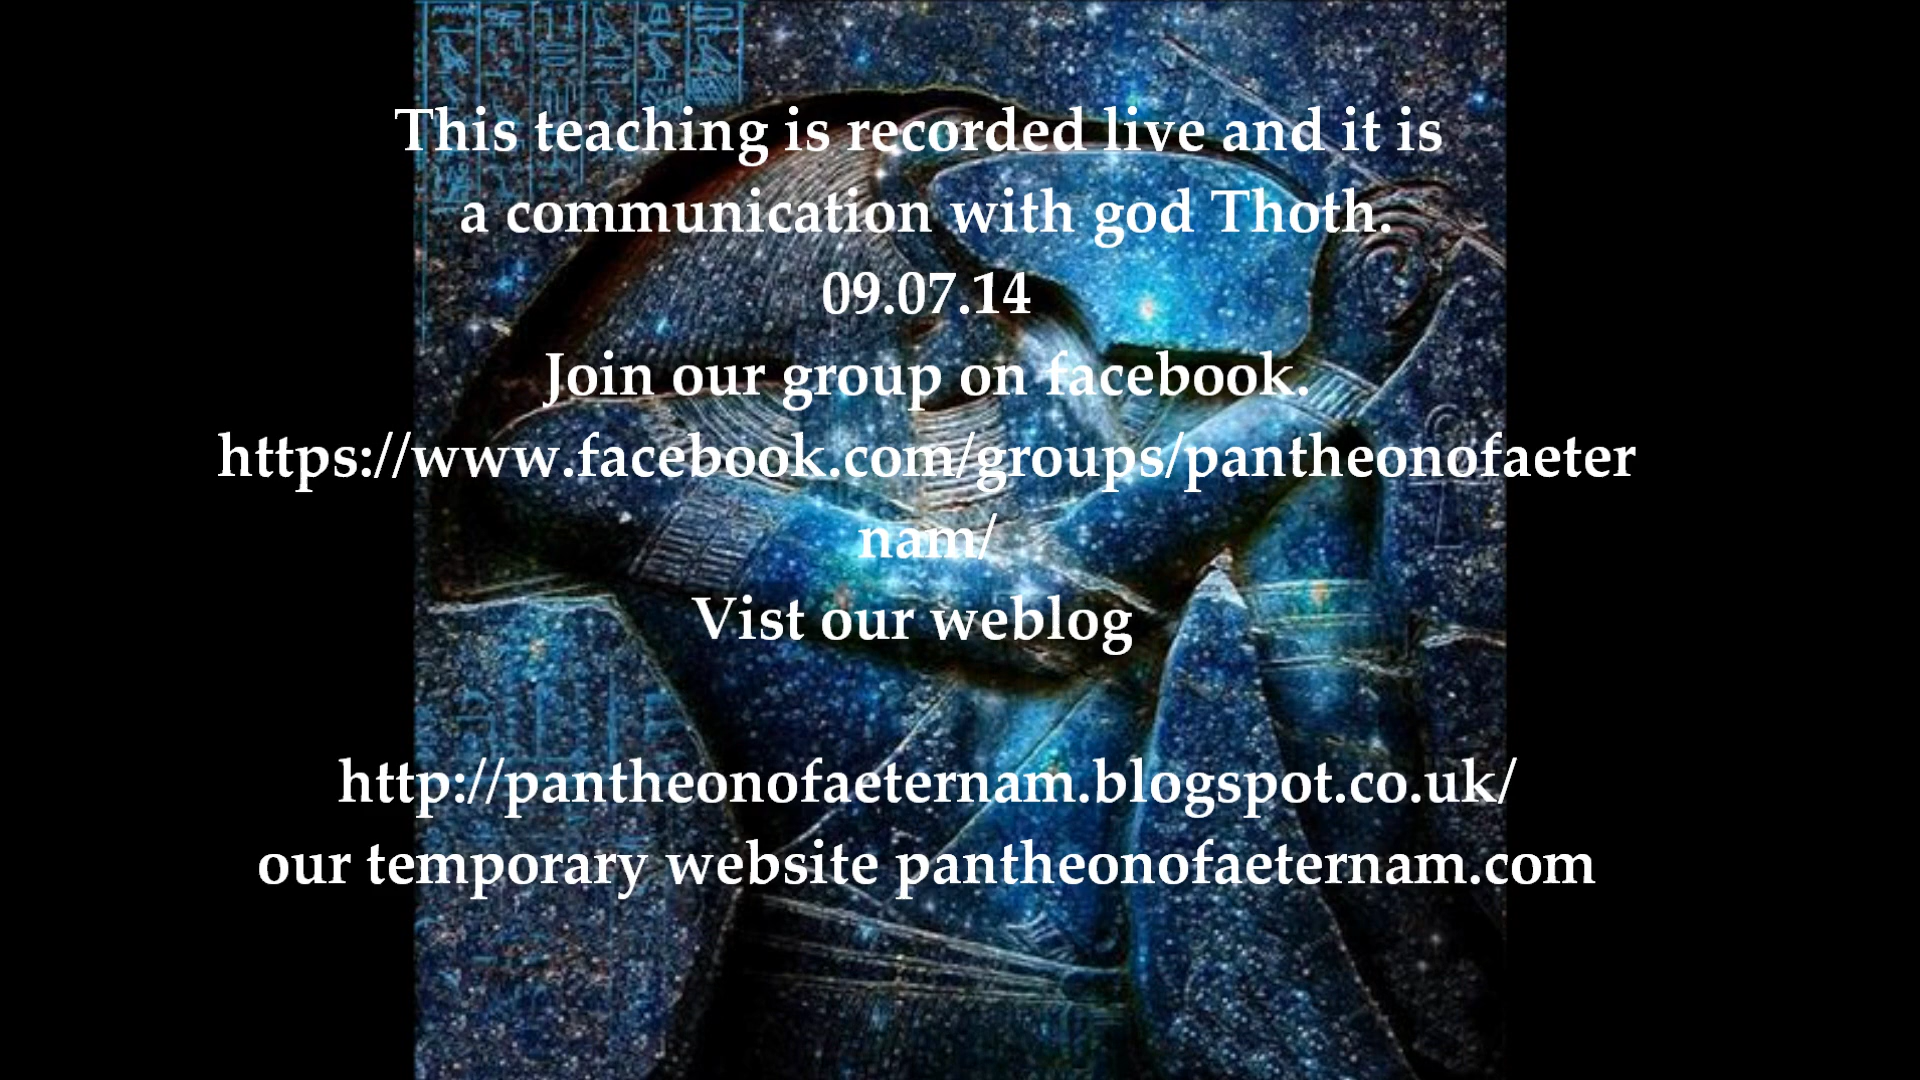 This teaching is recorded live and it is
a communication with god Thoth.
09.07.14
Join our group on facebook.
https://www.facebook.com/groups/pantheonofaeter
nam/
Vist our weblog
http://pantheonofaeternam.blogspot.co.uk/
our temporary website pantheonofaeternam.com